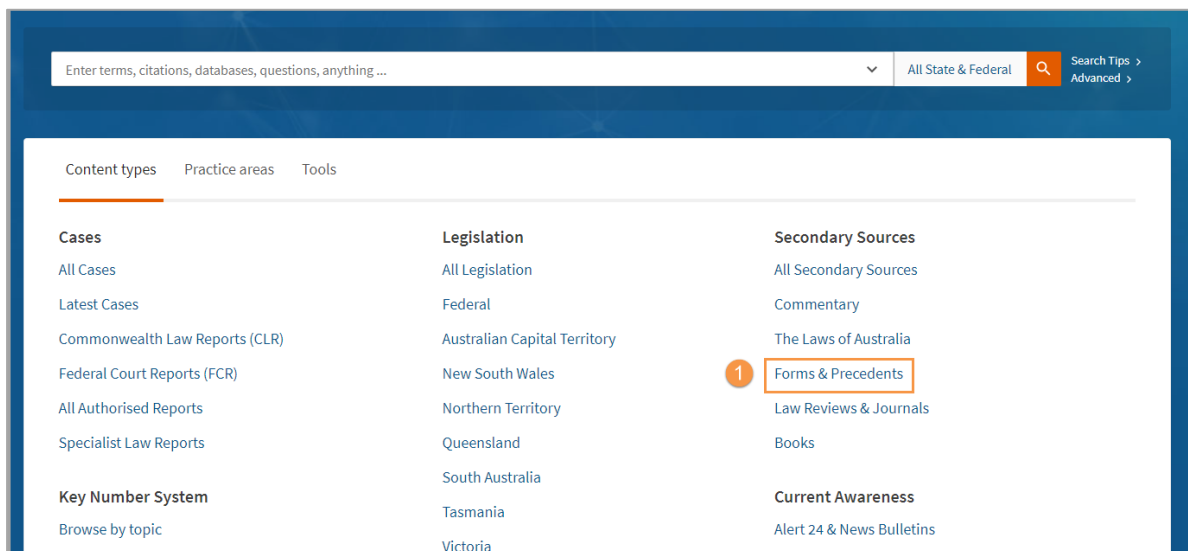 Enter terms, citations, databases, questions, anything ...
All State & Federal
Search Tips >
Advanced >
Content types
Practice areas
Tools
Cases
All Cases
Latest Cases
Commonwealth Law Reports (CLR)
Federal Court Reports (FCR)
All Authorised Reports
Specialist Law Reports
Key Number System
Browse by topic
Legislation
All Legislation
Federal
Australian Capital Territory
New South Wales
Northern Territory
Queensland
South Australia
Tasmania
Victoria
Secondary Sources
All Secondary Sources
Commentary
The Laws of Australia
1 Forms & Precedents
Law Reviews & Journals
Books
Current Awareness
Alert 24 & News Bulletins